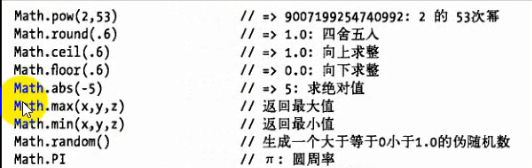 Math.pow(2,53) // => 9007199254740992: 2 的 53次幂
Math.round(.6) // => 1.0: 四舍五入
Math.ceil(.6) // => 1.0: 向上求整
Math.floor(.6) // => 0.0: 向下求整
Math.abs(-5) // => 5: 求绝对值
Math.max(x,y,z) // 返回最大值
Math.min(x,y,z) // 返回最小值
Math.random() // 生成一个大于等于0小于1.0的伪随机数
Math.PI // π: 圆周率